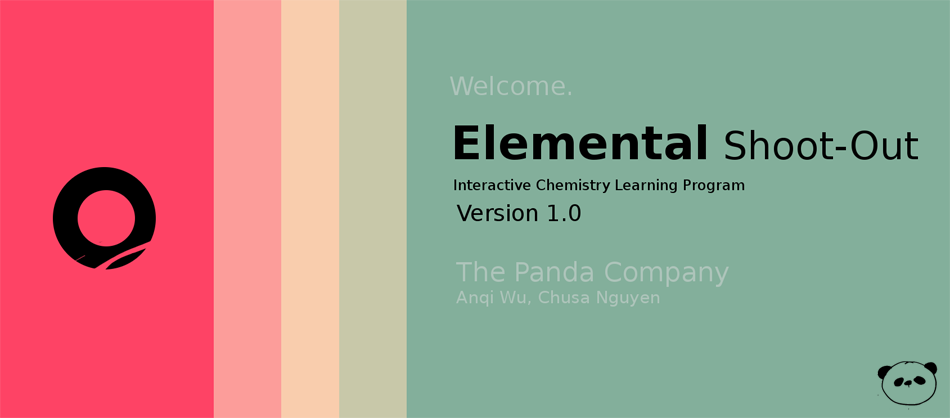 Welcome.
Elemental Shoot-Out
Interactive Chemistry Learning Program
Version 1.0
The Panda Company
Anqi Wu, Chusa Nguyen